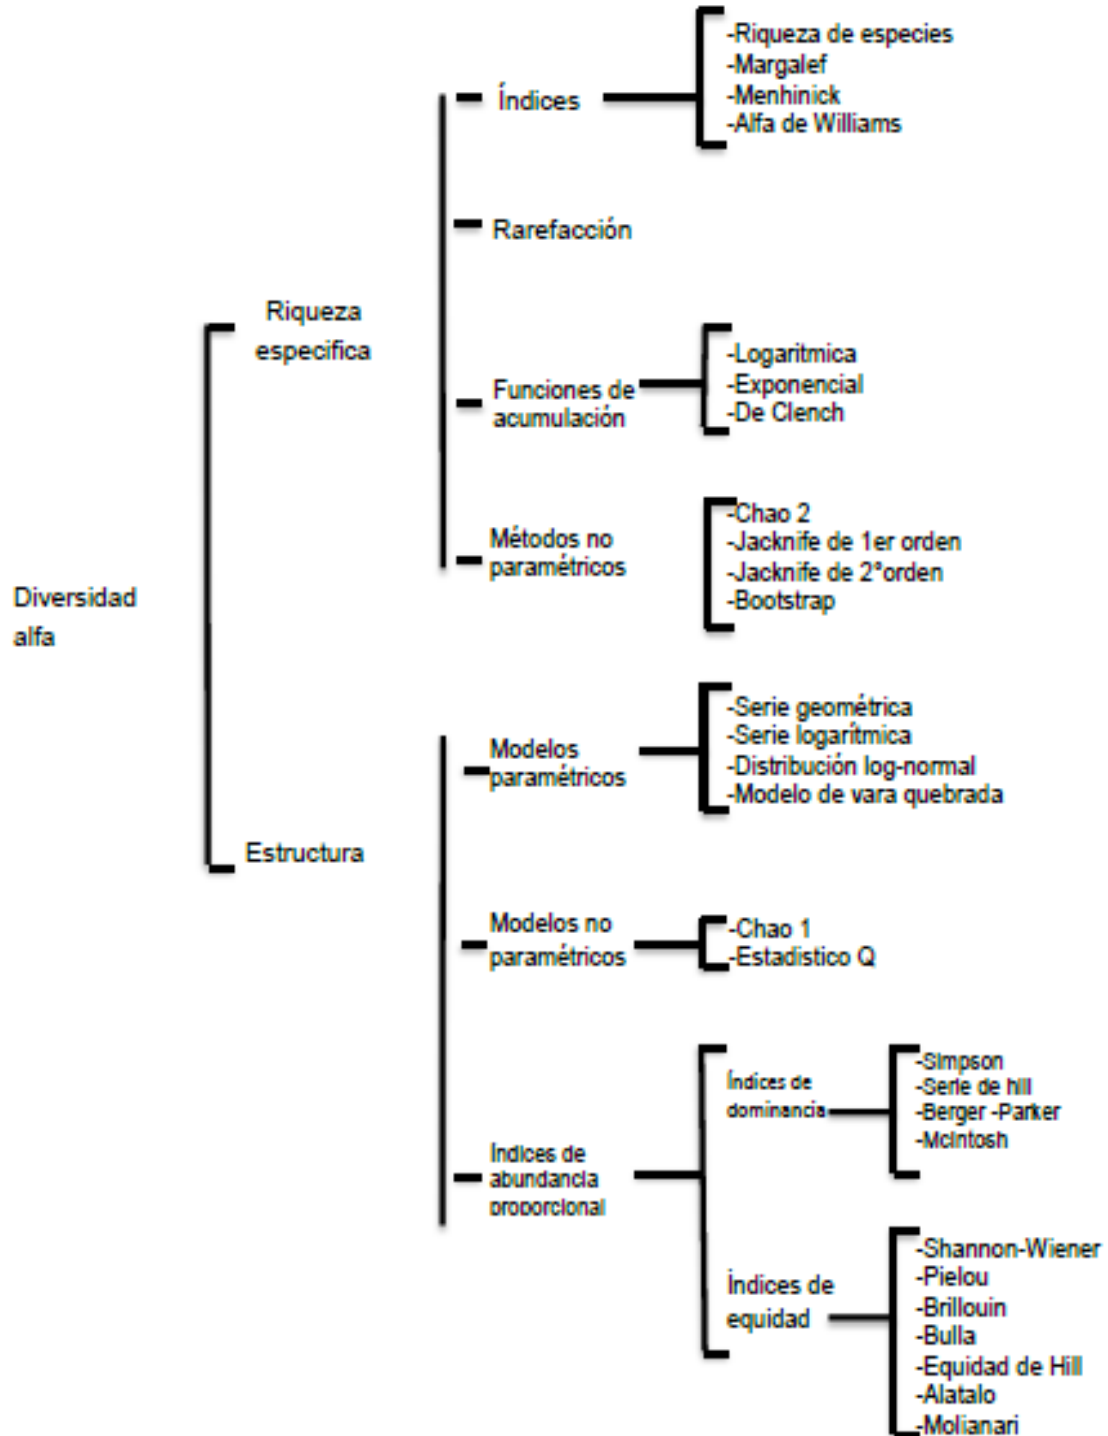 Diversidad
alfa
Riqueza
especifica
Índices
-Riqueza de especies
-Margalef
-Menhinick
-Alfa de Williams
Rarefacción
Funciones de
acumulación
-Logaritmica
-Exponencial
-De Clench
Métodos no
paramétricos
-Chao 2
-Jacknife de 1er orden
-Jacknife de 2°orden
-Bootstrap
Estructura
Modelos
paramétricos
-Serie geométrica
-Serie logarítmica
-Distribución log-normal
-Modelo de vara quebrada
Modelos no
paramétricos
-Chao 1
-Estadistico Q
Índices de
abundancia
proporcional
Índices de
dominancia
-Simpson
-Serie de hill
-Berger -Parker
-McIntosh
Índices de
equidad
-Shannon-Wiener
-Pielou
-Brillouin
-Bulla
-Equidad de Hill
-Alatalo
-Molianari